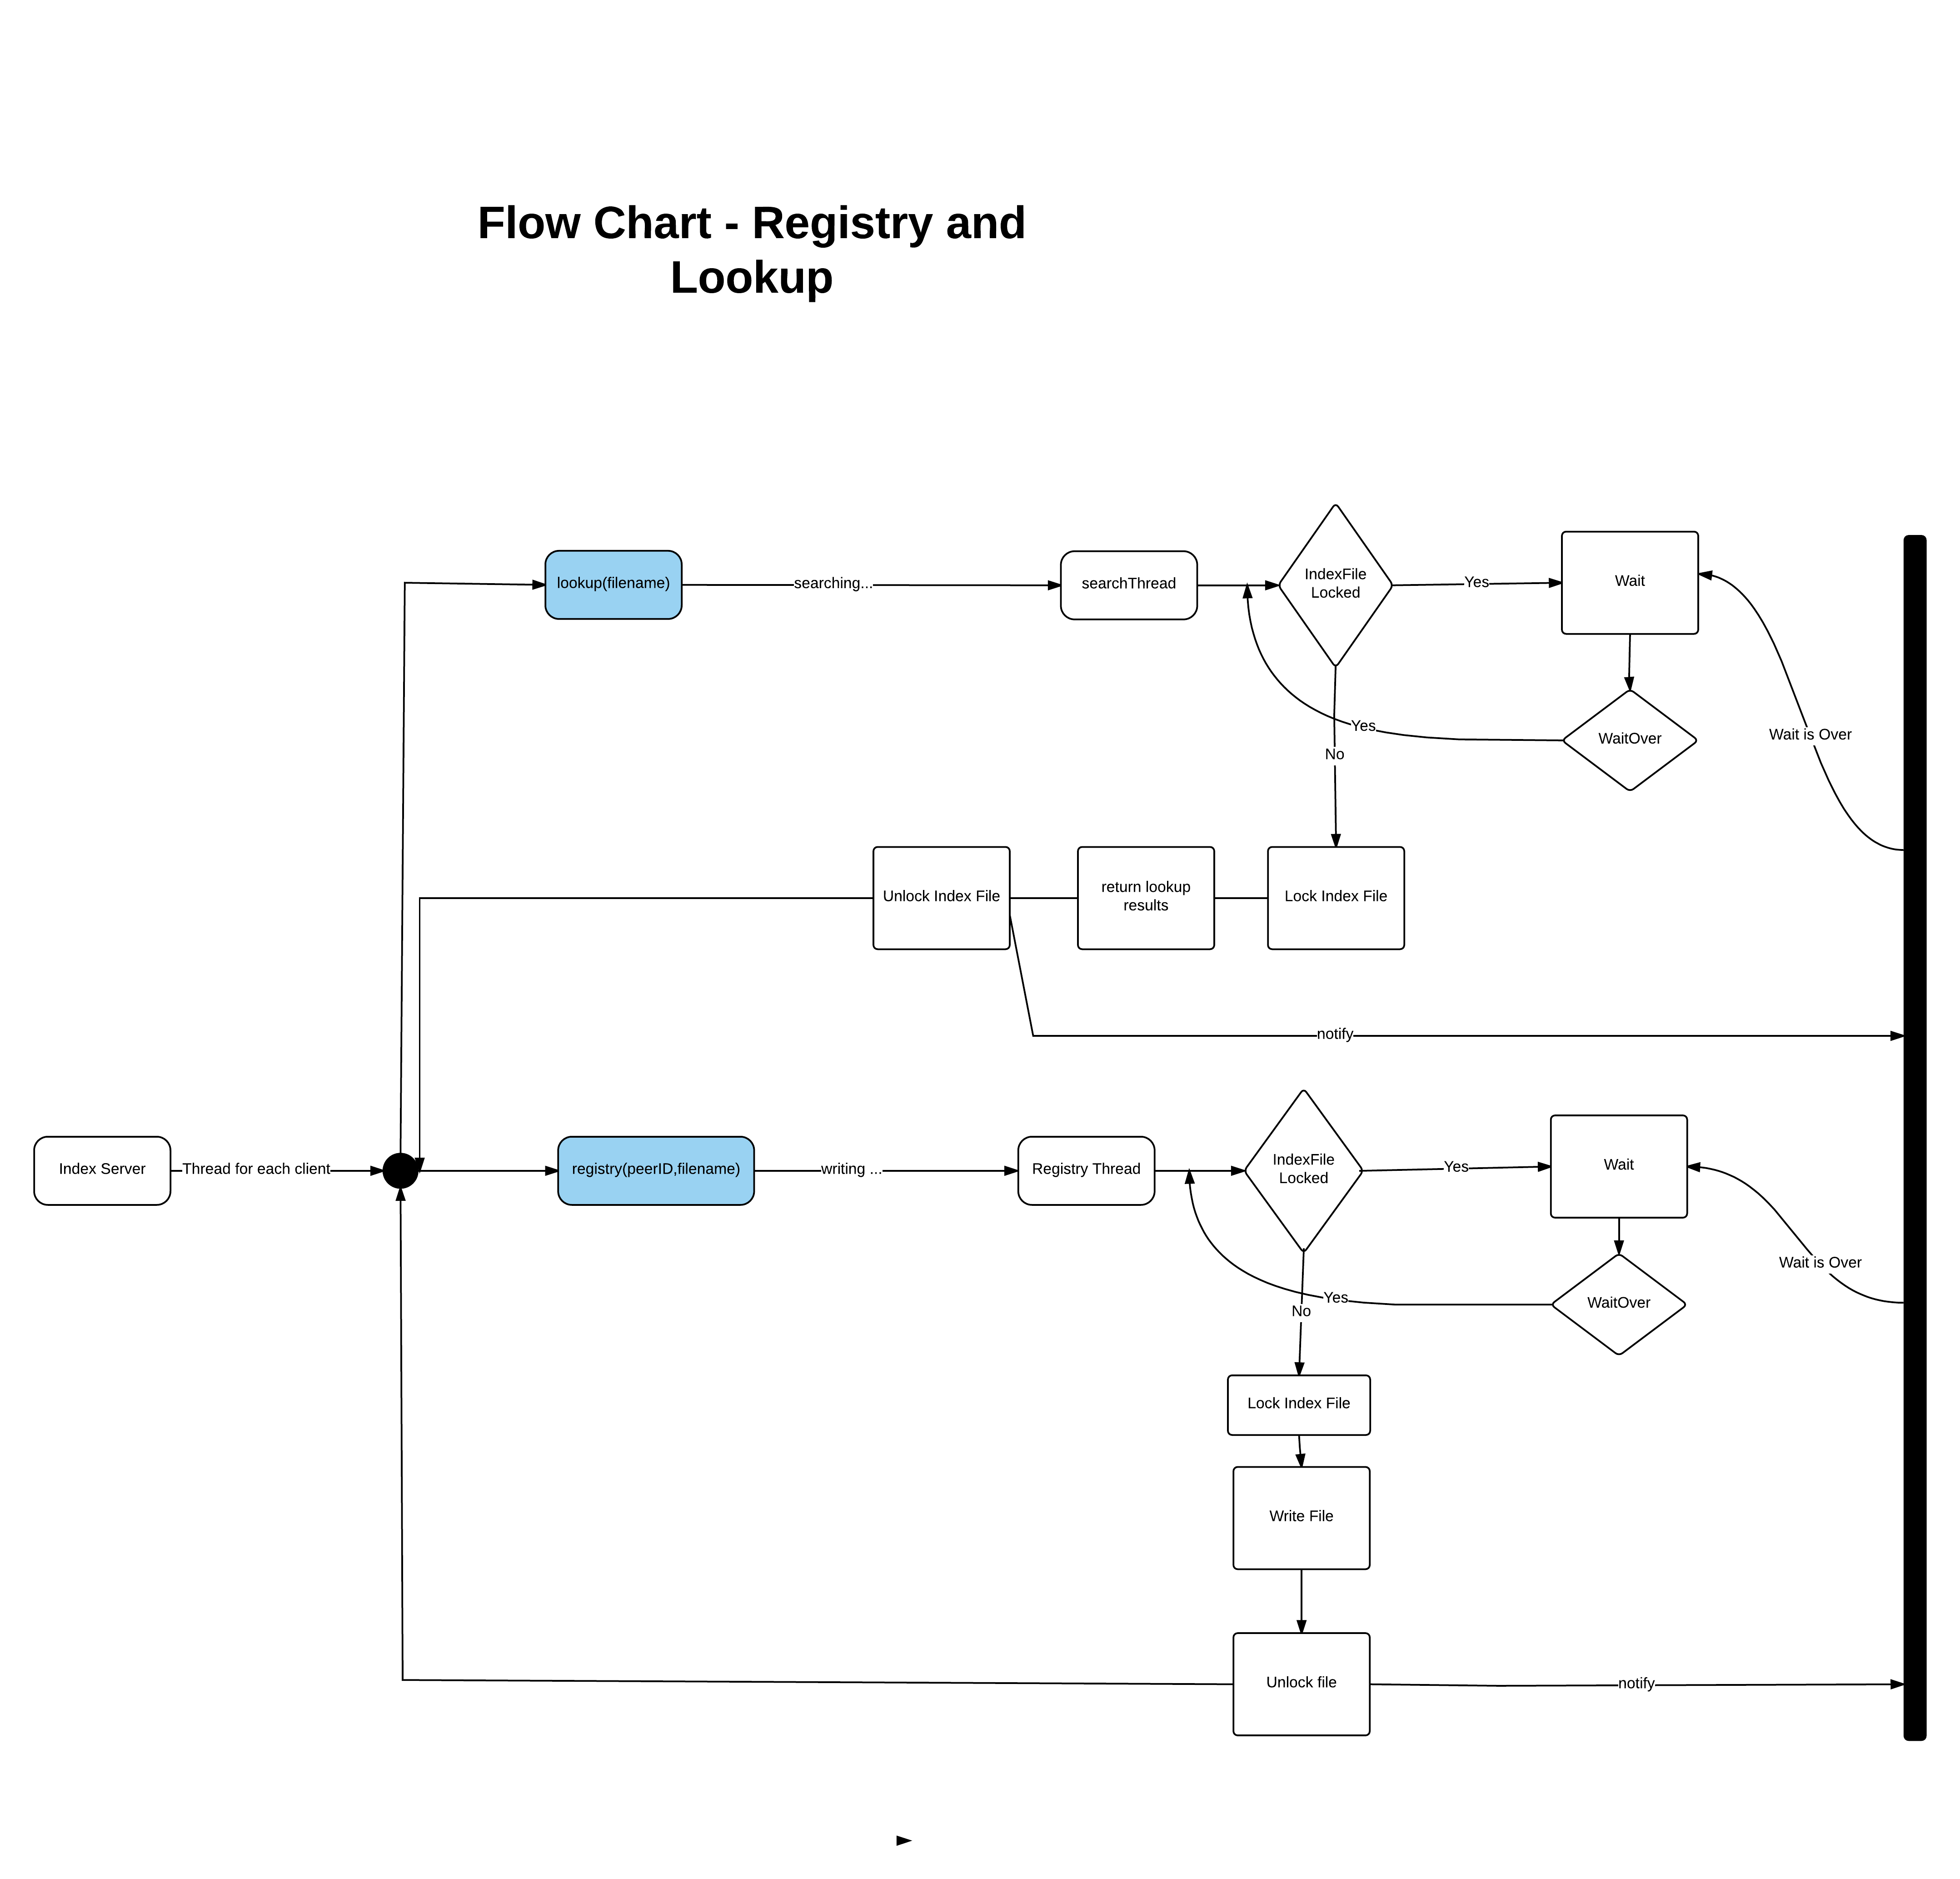 Flow Chart - Registry and
Lookup
lookup(filename)
searching...
searchThread
IndexFile
Locked
Yes
Wait
WaitOver
Yes
No
Wait is Over
Unlock Index File
return lookup
results
Lock Index File
notify
Index Server
Thread for each client
registry(peerID,filename)
writing ...
Registry Thread
IndexFile
Locked
Yes
Wait
Wait is Over
WaitOver
Yes
No
Lock Index File
Write File
Unlock file
notify